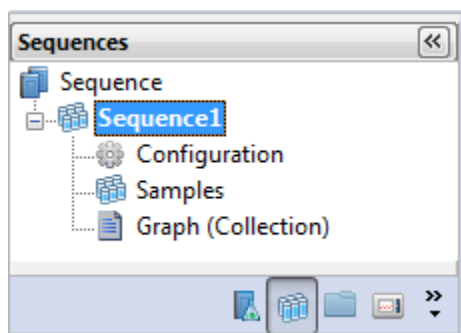 Sequences
Sequence
Sequence1
Configuration
Samples
Graph (Collection)